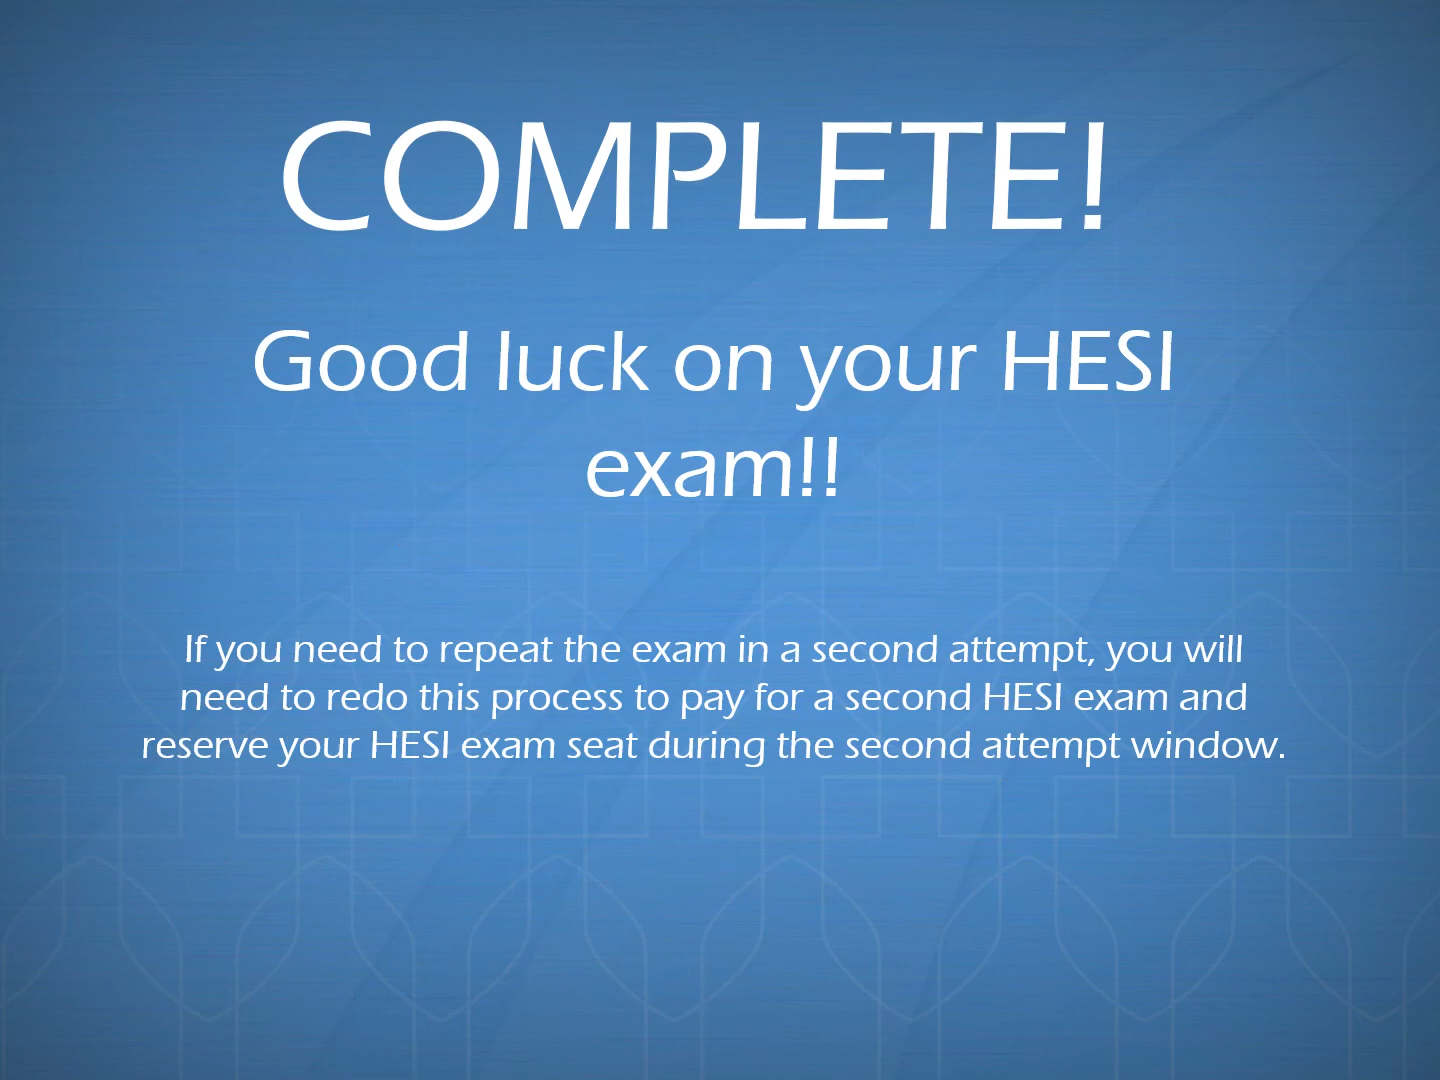 COMPLETE!
Good luck on your HESI
exam!!
If you need to repeat the exam in a second attempt, you will
need to redo this process to pay for a second HESI exam and
reserve your HESI exam seat during the second attempt window.